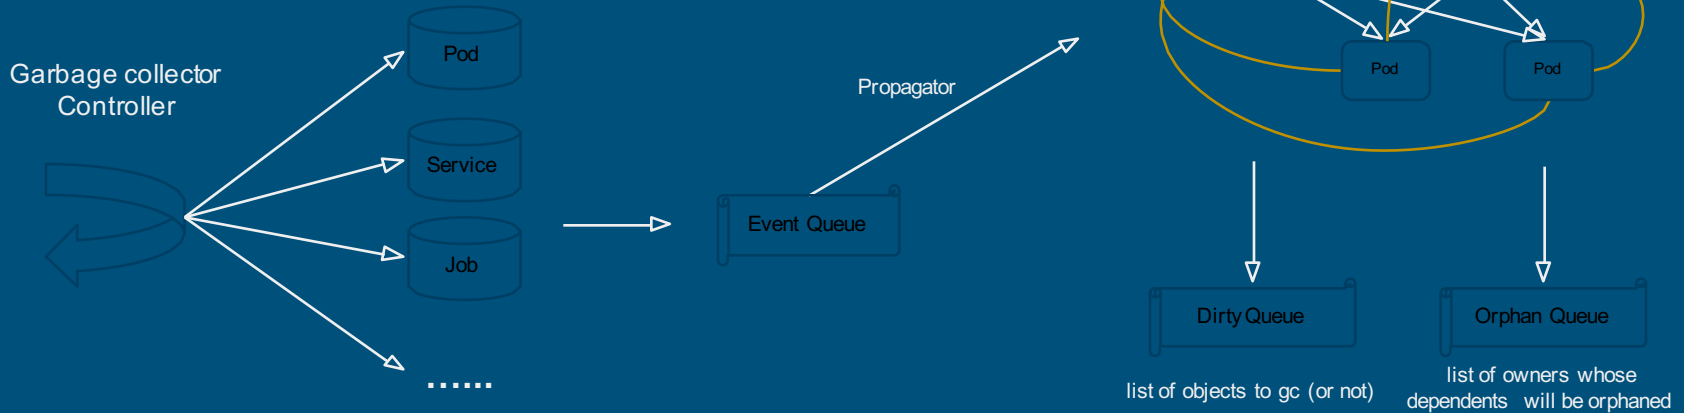 Garbage collector
Controller
Pod
Service
Job
......
Event Queue
Propagator
Pod
Pod
Dirty Queue
list of objects to gc (or not)
Orphan Queue
list of owners whose
dependents will be orphaned